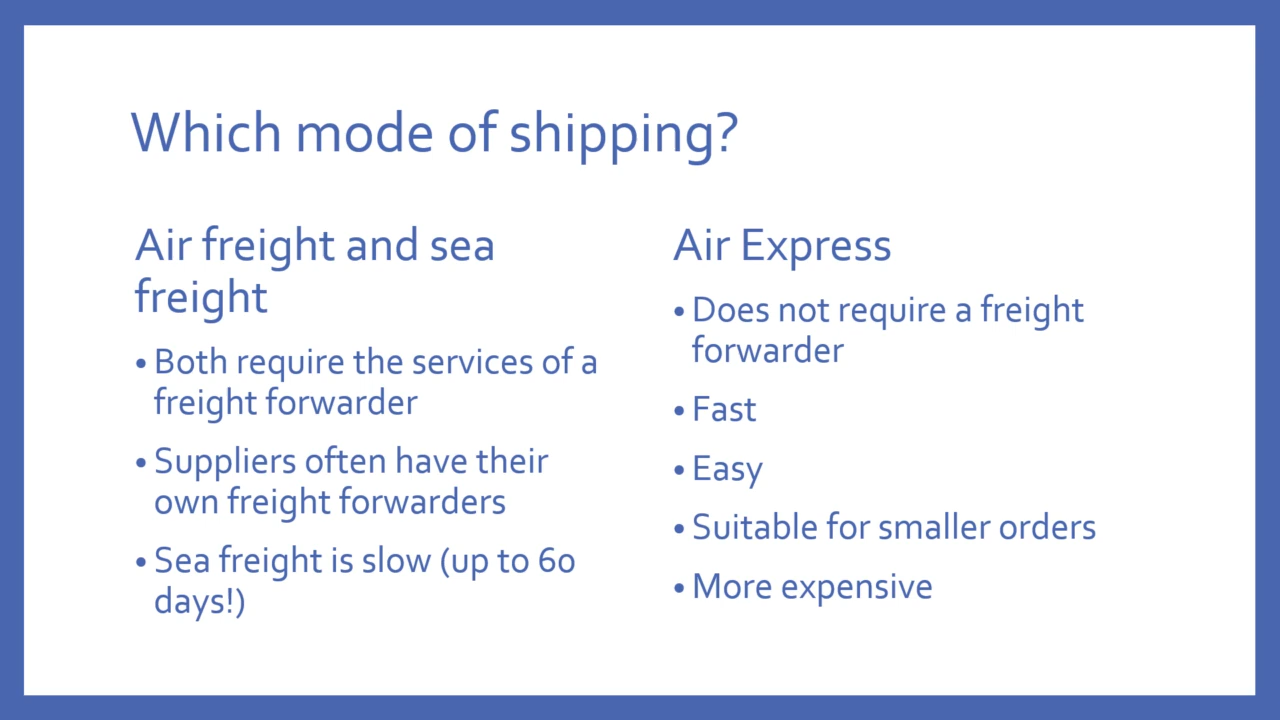 Which mode of shipping?
Air freight and sea
freight
• Both require the services of a
freight forwarder
• Suppliers often have their
own freight forwarders
• Sea freight is slow (up to 60
days!)
Air Express
• Does not require a freight
forwarder
• Fast
• Easy
• Suitable for smaller orders
• More expensive